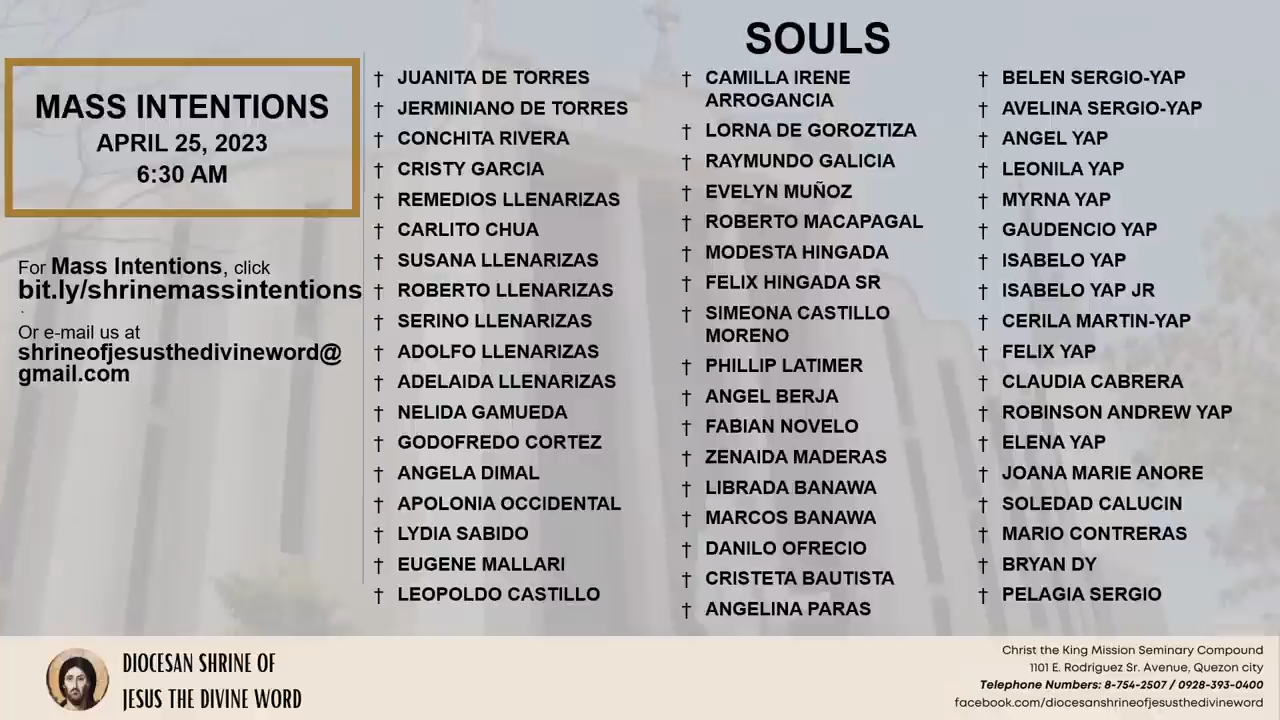 SOULS
MASS INTENTIONS
APRIL 25, 2023
6:30 AM
For Mass Intentions, click
bit.ly/shrinemassintentions
.
Or e-mail us at
shrineofjesusthedivineword@
gmail.com
† JUANITA DE TORRES
† JERMINIANO DE TORRES
† CONCHITA RIVERA
† CRISTY GARCIA
† REMEDIOS LLENARIZAS
† CARLITO CHUA
† SUSANA LLENARIZAS
† ROBERTO LLENARIZAS
† SERINO LLENARIZAS
† ADOLFO LLENARIZAS
† ADELAIDA LLENARIZAS
† NELIDA GAMUEDA
† GODOFREDO CORTEZ
† ANGELA DIMAL
† APOLONIA OCCIDENTAL
† LYDIA SABIDO
† EUGENE MALLARI
† LEOPOLDO CASTILLO
† CAMILLA IRENE
ARROGANCIA
† LORNA DE GOROZTIZA
† RAYMUNDO GALICIA
† EVELYN MUÑOZ
† ROBERTO MACAPAGAL
† MODESTA HINGADA
† FELIX HINGADA SR
† SIMEONA CASTILLO
MORENO
† PHILLIP LATIMER
† ANGEL BERJA
† FABIAN NOVELO
† ZENAIDA MADERAS
† LIBRADA BANAWA
† MARCOS BANAWA
† DANILO OFRECIO
† CRISTETA BAUTISTA
† ANGELINA PARAS
† BELEN SERGIO-YAP
† AVELINA SERGIO-YAP
† ANGEL YAP
† LEONILA YAP
† MYRNA YAP
† GAUDENCIO YAP
† ISABELO YAP
† ISABELO YAP JR
† CERILA MARTIN-YAP
† FELIX YAP
† CLAUDIA CABRERA
† ROBINSON ANDREW YAP
† ELENA YAP
† JOANA MARIE ANORE
† SOLEDAD CALUCIN
† MARIO CONTRERAS
† BRYAN DY
† PELAGIA SERGIO
DIOCESAN SHRINE OF
JESUS THE DIVINE WORD
Christ the King Mission Seminary Compound
1101 E. Rodriguez Sr. Avenue, Quezon city
Telephone Numbers: 8-754-2507 / 0928-393-0400
facebook.com/diocesanshrineofjesusthedivineword